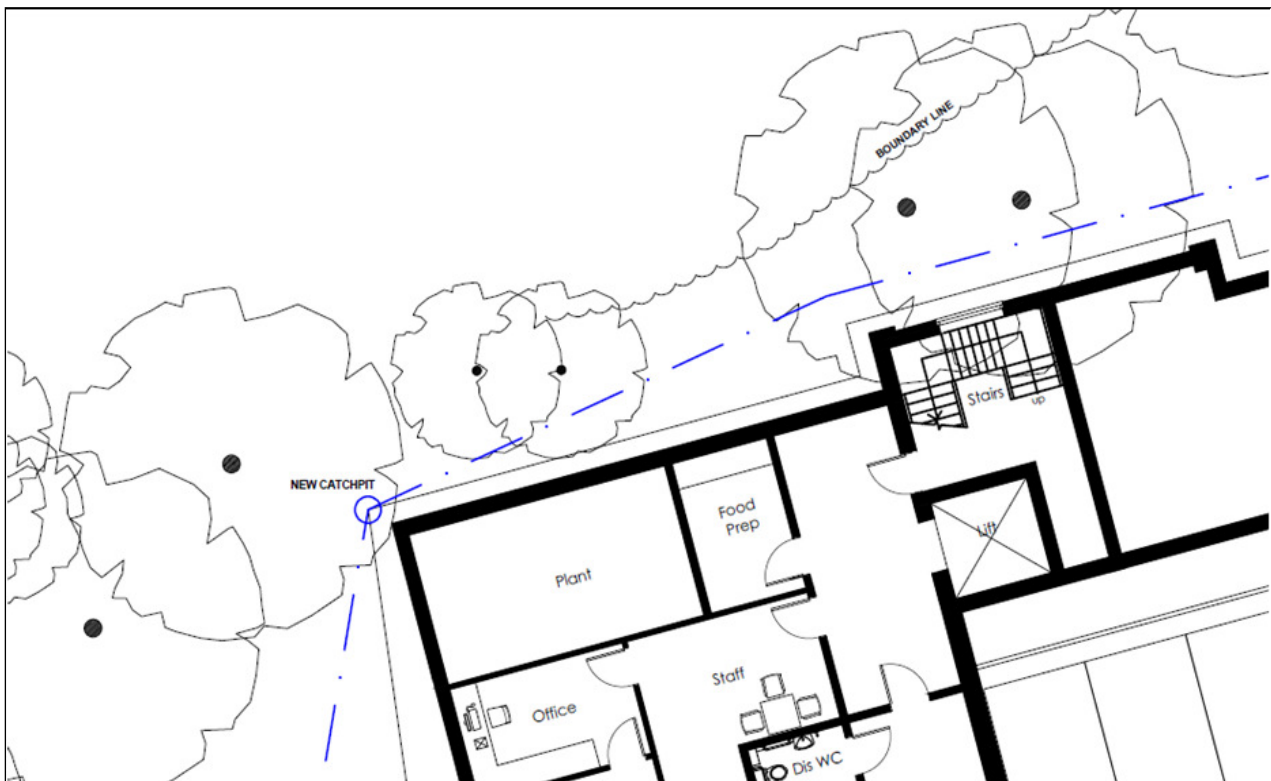 BOUNDARY LINE
Stairs
up
NEW CATCHPIT
Food
Prep
Lift
Plant
Staff
Office
Dis WC